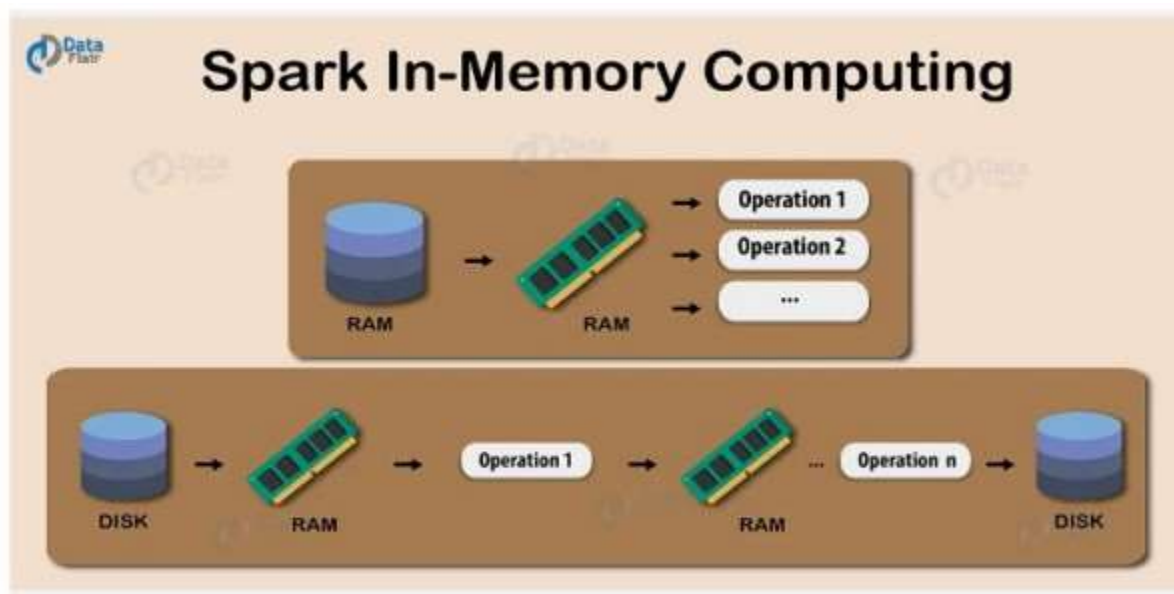 Data
Flair
Spark In-Memory Computing
Operation 1
Operation 2
...
RAM
RAM
Operation 1
...
Operation n
DISK
RAM
RAM
DISK